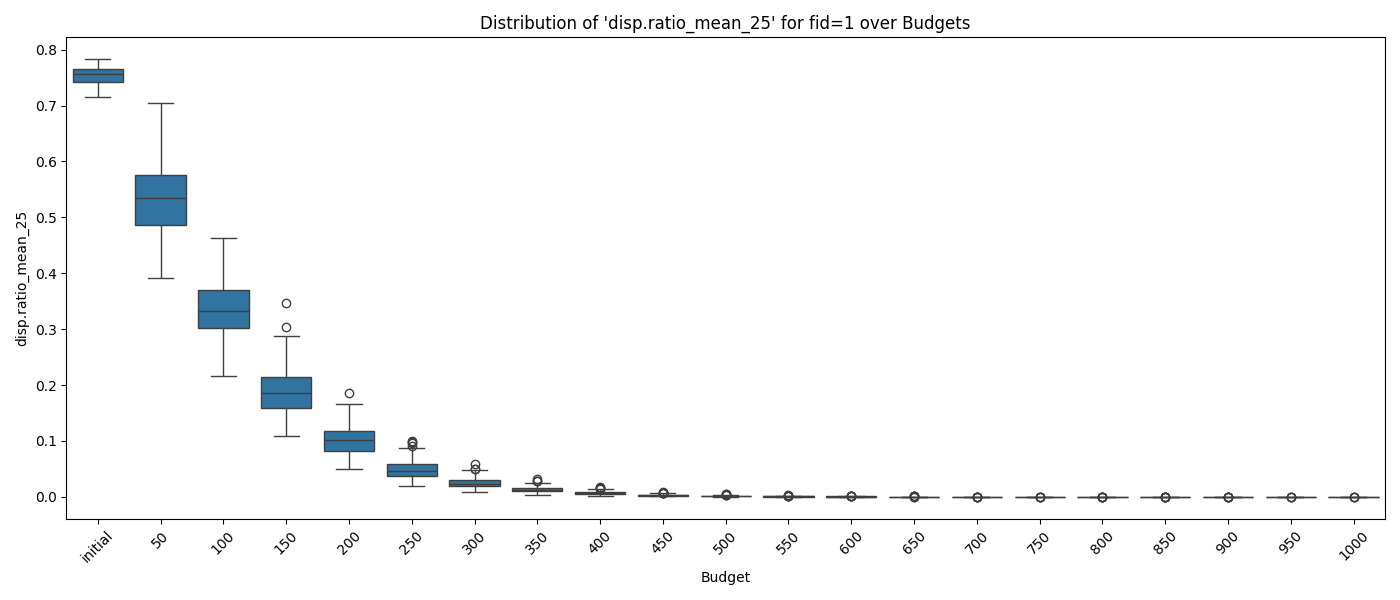 Distribution of 'disp.ratio_mean_25' for fid=1 over Budgets
disp.ratio_mean_25
0.8
0.7
0.6
0.5
0.4
0.3
0.2
0.1
0.0
initial 50 100 150 200 250 300 350 400 450 500 550 600 650 700 750 800 850 900 950 1000
Budget